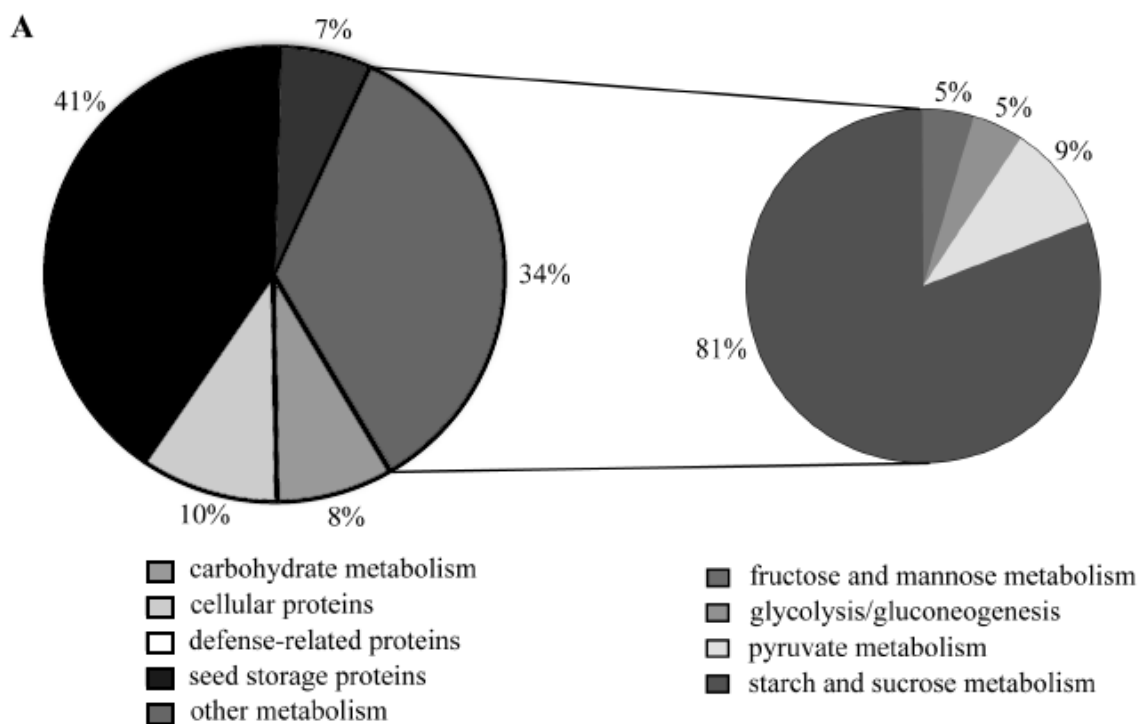 A
7%
41%
34%
10%
8%
5%
5%
9%
81%
carbohydrate metabolism
cellular proteins
defense-related proteins
seed storage proteins
other metabolism
fructose and mannose metabolism
glycolysis/gluconeogenesis
pyruvate metabolism
starch and sucrose metabolism